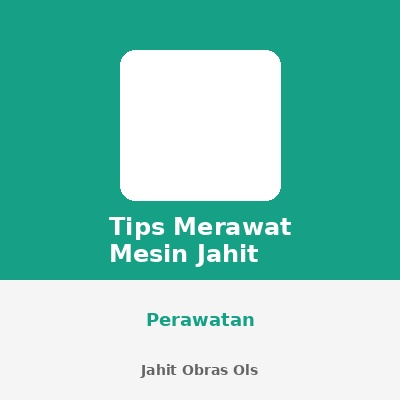 Tips Merawat
Mesin Jahit
Perawatan
Jahit Obras Ols